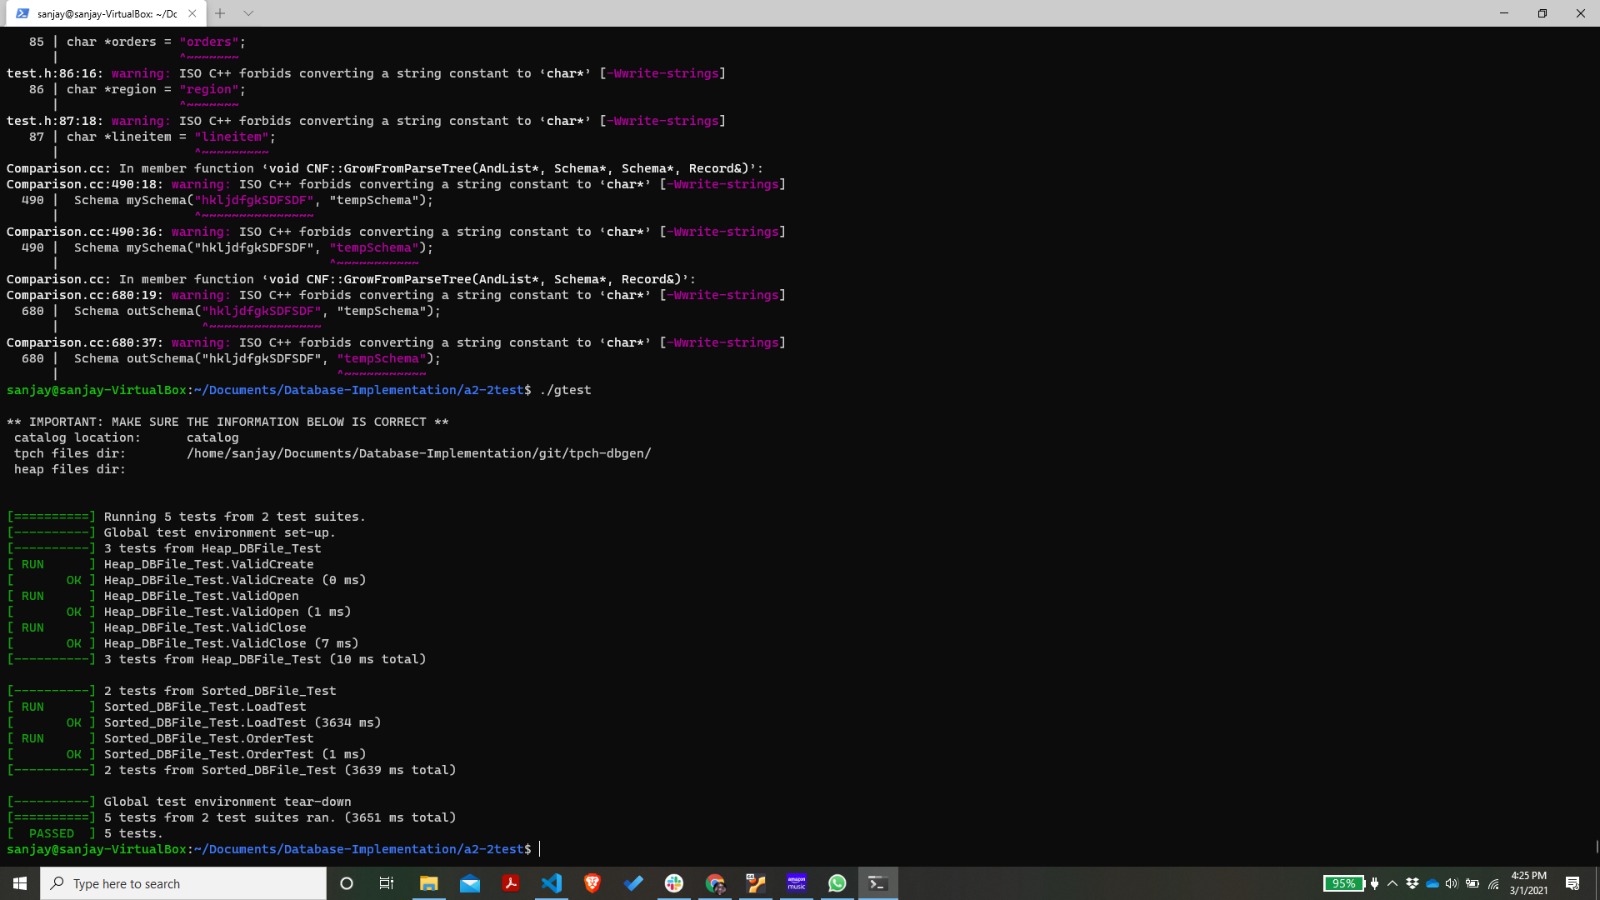 sanjay@sanjay-VirtualBox: ~/Dc
85 | char *orders = "orders";
| ^~~~~~~~
test.h:86:16: warning: ISO C++ forbids converting a string constant to ‘char*’ [-Wwrite-strings]
86 | char *region = "region";
| ^~~~~~~~
test.h:87:18: warning: ISO C++ forbids converting a string constant to ‘char*’ [-Wwrite-strings]
87 | char *lineitem = "lineitem";
| ^~~~~~~~~~
Comparison.cc: In member function ‘void CNF::GrowFromParseTree(AndList*, Schema*, Schema*, Record&)’:
Comparison.cc:490:18: warning: ISO C++ forbids converting a string constant to ‘char*’ [-Wwrite-strings]
490 | Schema mySchema("hkljdfgkSDFSDF", "tempSchema");
| ^~~~~~~~~~~~~~~~
Comparison.cc:490:36: warning: ISO C++ forbids converting a string constant to ‘char*’ [-Wwrite-strings]
490 | Schema mySchema("hkljdfgkSDFSDF", "tempSchema");
| ^~~~~~~~~~~~
Comparison.cc: In member function ‘void CNF::GrowFromParseTree(AndList*, Schema*, Record&)’:
Comparison.cc:680:19: warning: ISO C++ forbids converting a string constant to ‘char*’ [-Wwrite-strings]
680 | Schema outSchema("hkljdfgkSDFSDF", "tempSchema");
| ^~~~~~~~~~~~~~~~
Comparison.cc:680:37: warning: ISO C++ forbids converting a string constant to ‘char*’ [-Wwrite-strings]
680 | Schema outSchema("hkljdfgkSDFSDF", "tempSchema");
| ^~~~~~~~~~~~
sanjay@sanjay-VirtualBox:~/Documents/Database-Implementation/a2-2test$ ./gtest
** IMPORTANT: MAKE SURE THE INFORMATION BELOW IS CORRECT **
catalog location: catalog
tpch files dir: /home/sanjay/Documents/Database-Implementation/git/tpch-dbgen/
heap files dir:
[==========] Running 5 tests from 2 test suites.
[----------] Global test environment set-up.
[----------] 3 tests from Heap_DBFile_Test
[ RUN      ] Heap_DBFile_Test.ValidCreate
[       OK ] Heap_DBFile_Test.ValidCreate (0 ms)
[ RUN      ] Heap_DBFile_Test.ValidOpen
[       OK ] Heap_DBFile_Test.ValidOpen (1 ms)
[ RUN      ] Heap_DBFile_Test.ValidClose
[       OK ] Heap_DBFile_Test.ValidClose (7 ms)
[----------] 3 tests from Heap_DBFile_Test (10 ms total)
[----------] 2 tests from Sorted_DBFile_Test
[ RUN      ] Sorted_DBFile_Test.LoadTest
[       OK ] Sorted_DBFile_Test.LoadTest (3634 ms)
[ RUN      ] Sorted_DBFile_Test.OrderTest
[       OK ] Sorted_DBFile_Test.OrderTest (1 ms)
[----------] 2 tests from Sorted_DBFile_Test (3639 ms total)
[----------] Global test environment tear-down
[==========] 5 tests from 2 test suites ran. (3651 ms total)
[  PASSED  ] 5 tests.
sanjay@sanjay-VirtualBox:~/Documents/Database-Implementation/a2-2test$
Type here to search
amazon music
95%
4:25 PM
3/1/2021